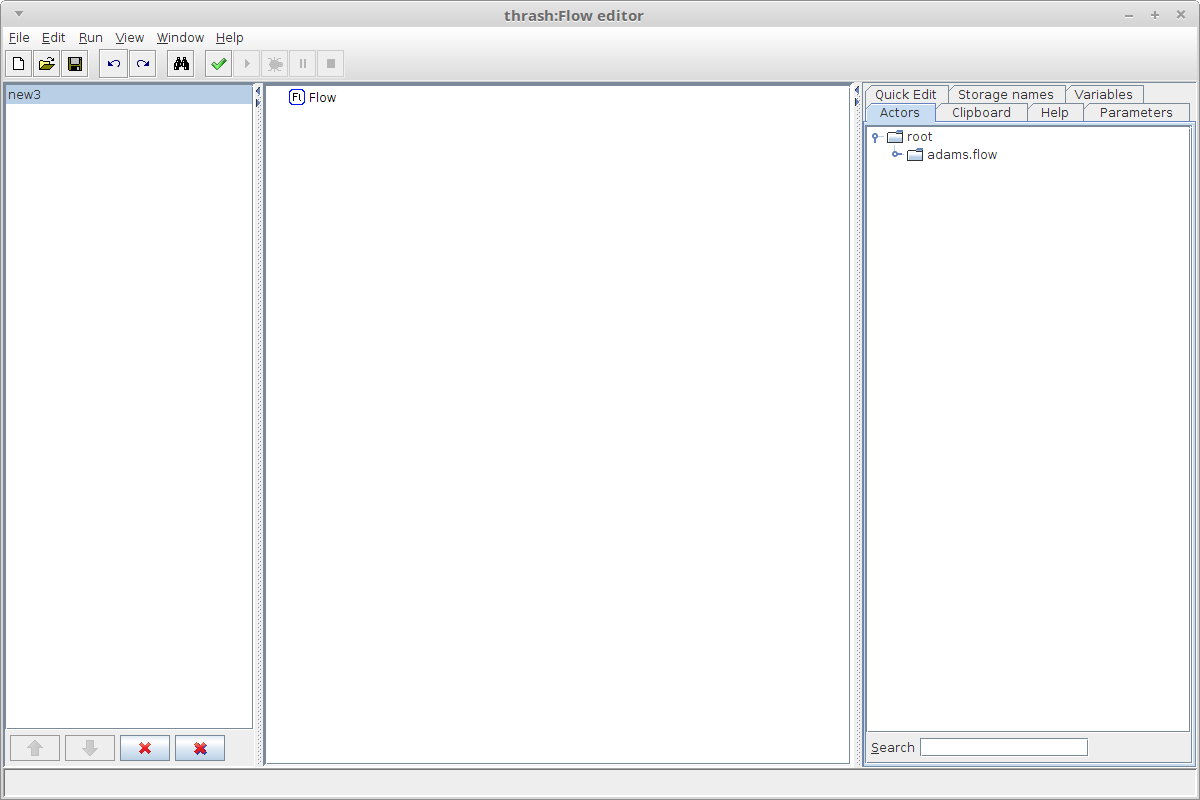 thrash:Flow editor
File Edit Run View Window Help
new3
Fl Flow
Quick Edit Storage names Variables
Actors Clipboard Help Parameters
root
adams.flow
Search